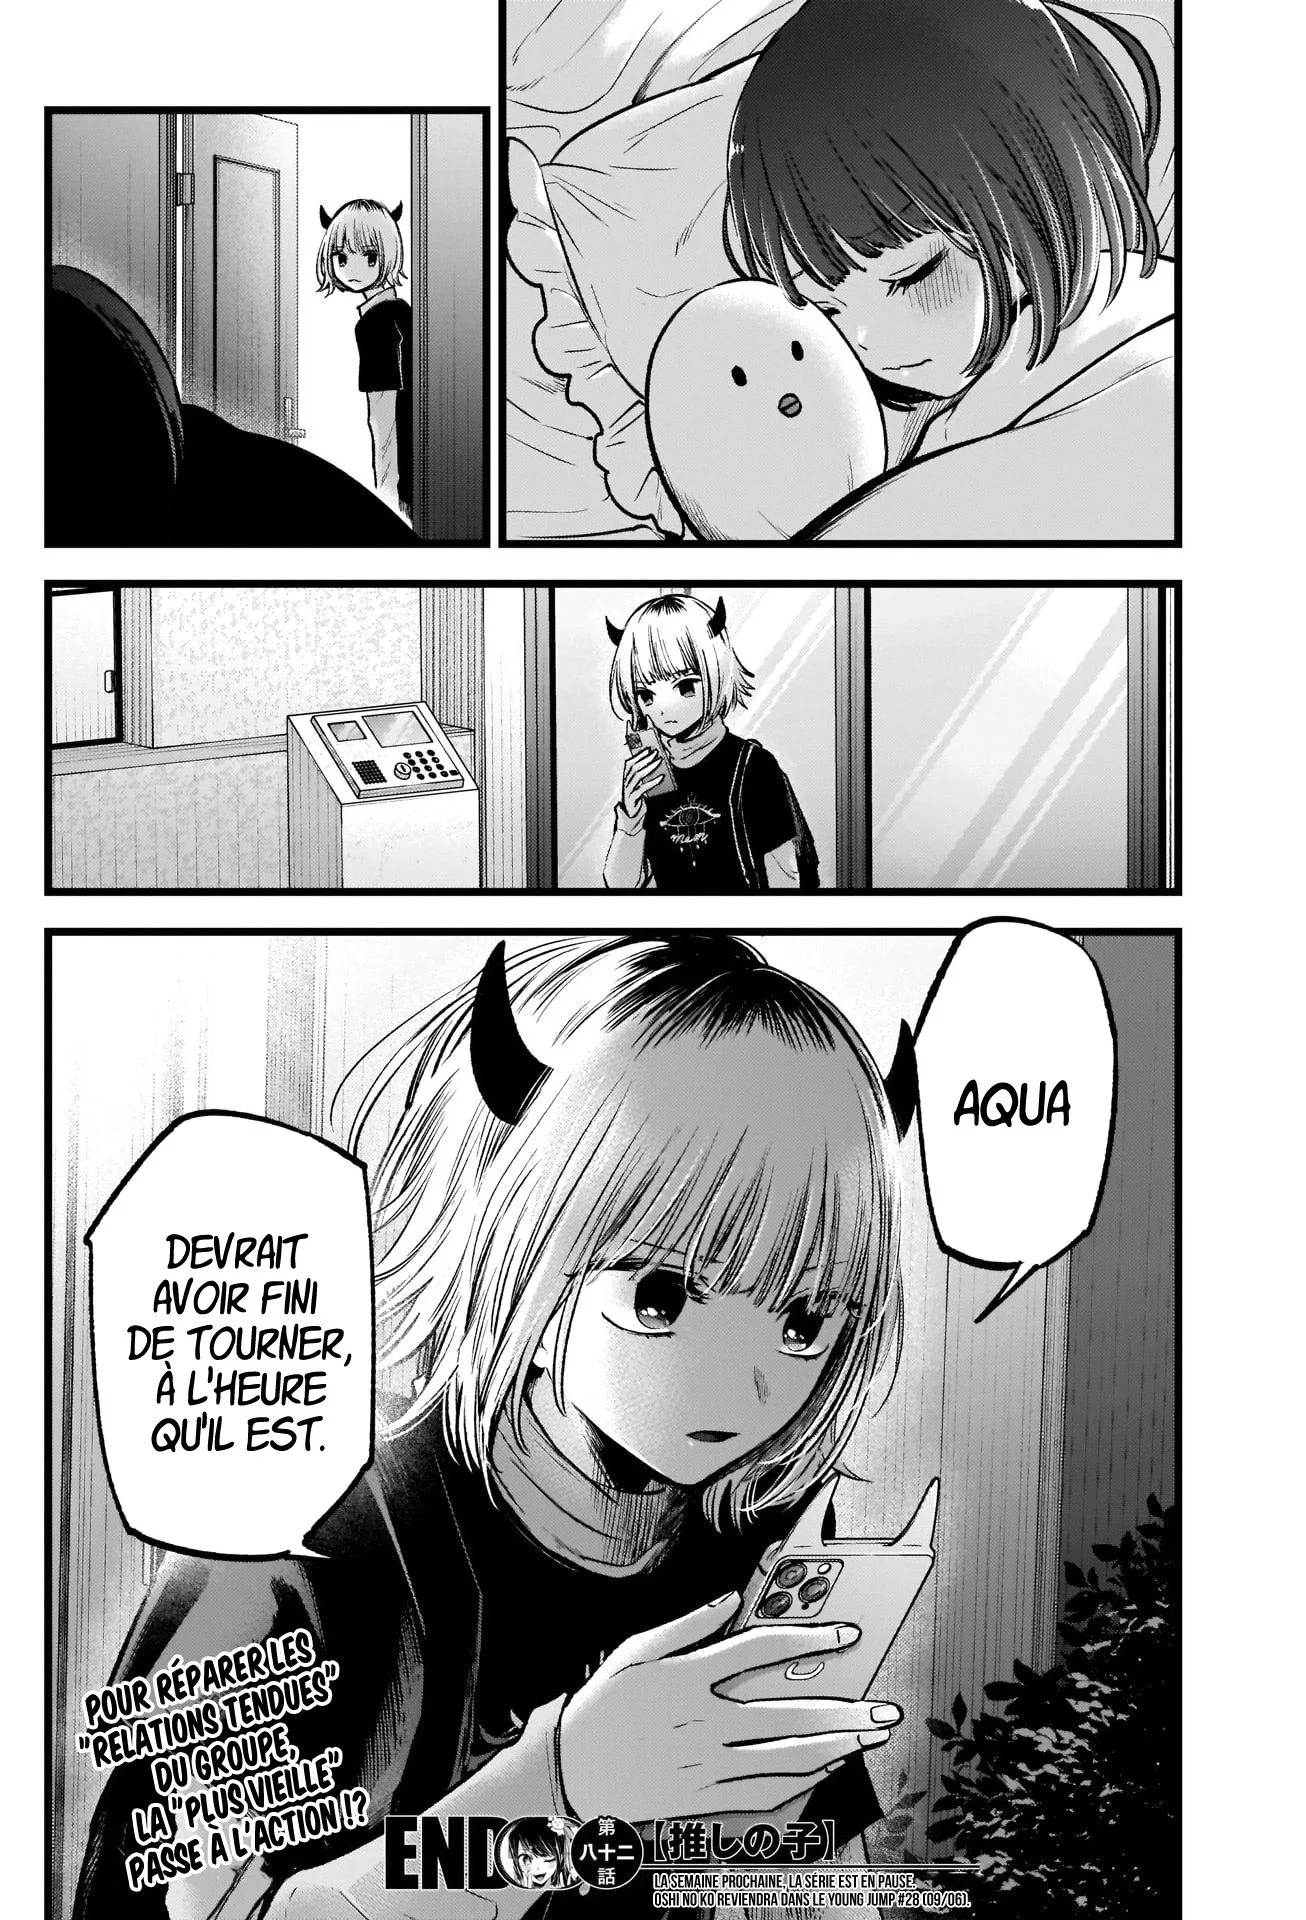 AQUA
DEVRAIT
AVOIR FINI
DE TOURNER,
À L'HEURE
QU'IL EST.
POUR RÉPARER LES
"RELATIONS TENDUES"
DU GROUPE,
LA "PLUS VIEILLE"
PASSE À L'ACTION !?
END
第
八十二
話
【推しの子】
LA SEMAINE PROCHAINE, LA SÉRIE EST EN PAUSE.
OSHI NO KO REVIENDRA DANS LE YOUNG JUMP #28 (09/06).